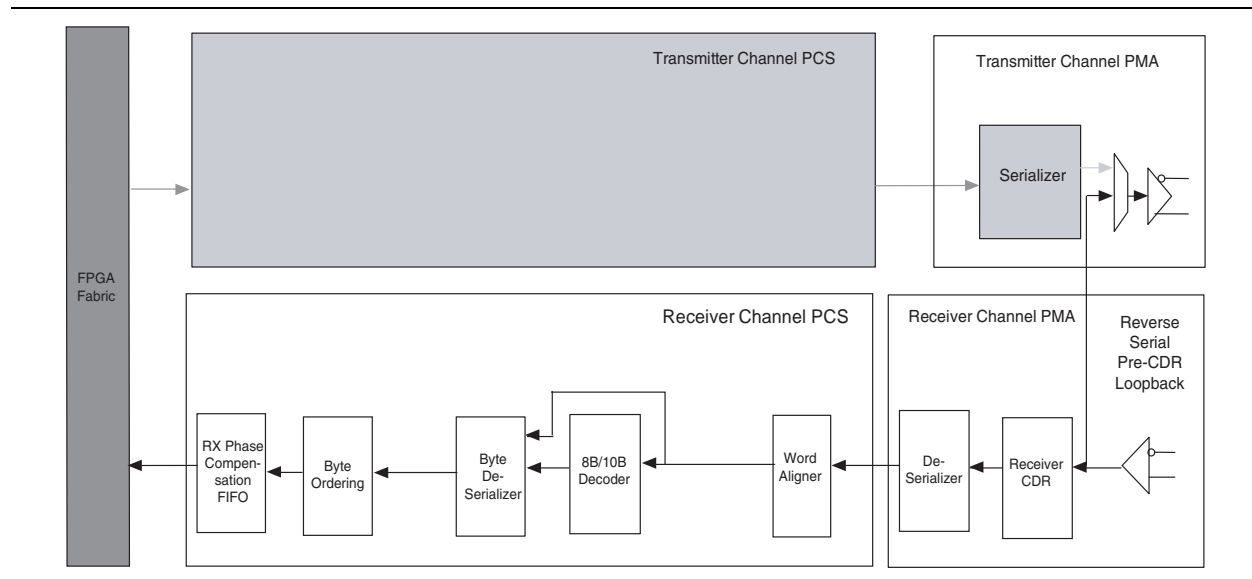 Transmitter Channel PCS
Transmitter Channel PMA
Serializer
FPGA
Fabric
Receiver Channel PCS
Receiver Channel PMA
Reverse
Serial
Pre-CDR
Loopback
RX Phase
Compen-
sation
FIFO
Byte
Ordering
Byte
De-
Serializer
8B/10B
Decoder
Word
Aligner
De-
Serializer
Receiver
CDR